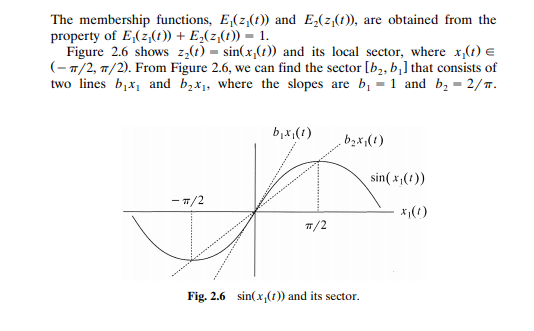 The membership functions, E₁(z₁(t)) and E₂(z₁(t)), are obtained from the
property of E₁(z₁(t)) + E₂(z₁(t)) = 1.
Figure 2.6 shows z₂(t) = sin(x₁(t)) and its local sector, where x₁(t) ∈
(−π/2, π/2). From Figure 2.6, we can find the sector [b₂, b₁] that consists of
two lines b₁x₁ and b₂x₁, where the slopes are b₁ = 1 and b₂ = 2/π.
b₁x₁(t)
b₂x₁(t)
sin(x₁(t))
−π/2
x₁(t)
π/2
Fig. 2.6 sin(x₁(t)) and its sector.